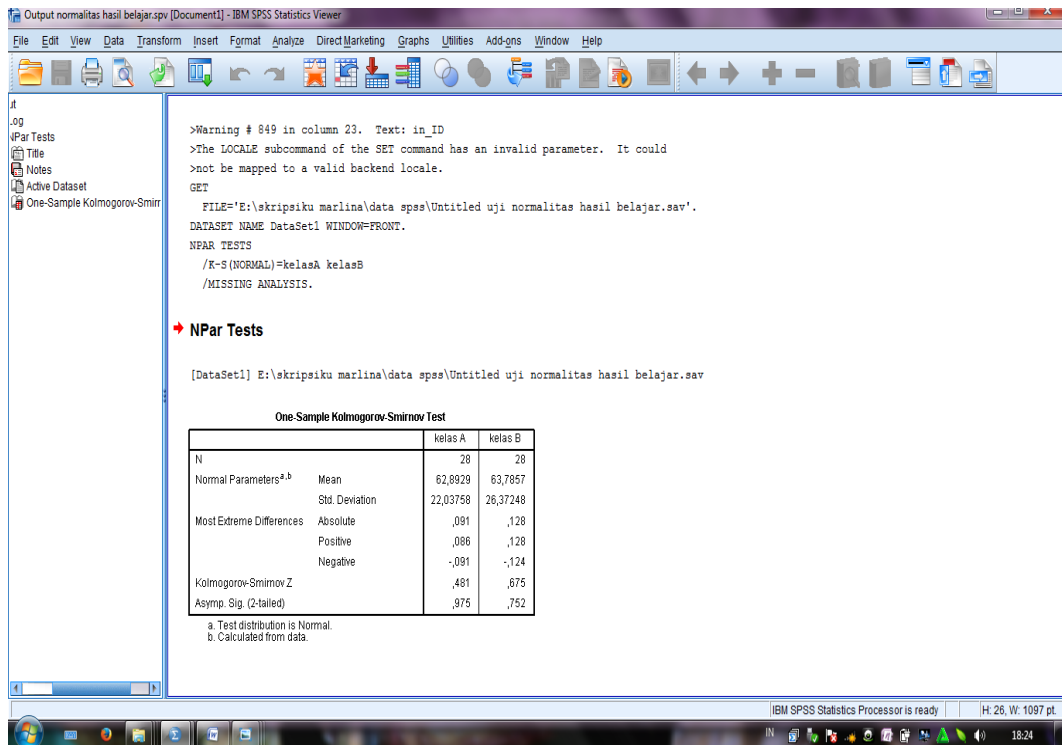 Output normalitas hasil belajar.spv [Document1] - IBM SPSS Statistics Viewer
File Edit View Data Transform Insert Format Analyze Direct Marketing Graphs Utilities Add-ons Window Help
ut
Log
NPar Tests
Title
Notes
Active Dataset
One-Sample Kolmogorov-Smirr
>Warning # 849 in column 23. Text: in_ID
>The LOCALE subcommand of the SET command has an invalid parameter. It could
>not be mapped to a valid backend locale.
GET
FILE='E:\skripsiku marlina\data spss\Untitled uji normalitas hasil belajar.sav'.
DATASET NAME DataSet1 WINDOW=FRONT.
NPAR TESTS
/K-S(NORMAL)=kelasA kelasB
/MISSING ANALYSIS.
NPar Tests
[DataSet1] E:\skripsiku marlina\data spss\Untitled uji normalitas hasil belajar.sav
One-Sample Kolmogorov-Smirnov Test
kelas A kelas B
N 28 28
Normal Parameters a,b Mean 62,8929 63,7857
Std. Deviation 22,03758 26,37248
Most Extreme Differences Absolute ,091 ,128
Positive ,086 ,128
Negative -,091 -,124
Kolmogorov-Smirnov Z ,481 ,675
Asymp. Sig. (2-tailed) ,975 ,752
a. Test distribution is Normal.
b. Calculated from data.
IBM SPSS Statistics Processor is ready H: 26, W: 1097 pt.
IN 18:24